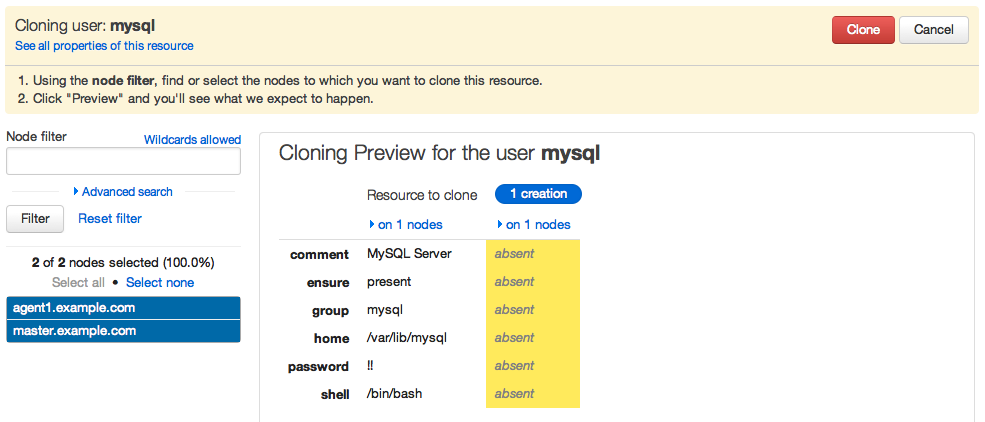 Cloning user: mysql
See all properties of this resource
Clone Cancel
1. Using the node filter, find or select the nodes to which you want to clone this resource.
2. Click "Preview" and you'll see what we expect to happen.
Node filter Wildcards allowed
Advanced search
Filter Reset filter
2 of 2 nodes selected (100.0%)
Select all • Select none
agent1.example.com
master.example.com
Cloning Preview for the user mysql
Resource to clone 1 creation
on 1 nodes on 1 nodes
comment MySQL Server absent
ensure present absent
group mysql absent
home /var/lib/mysql absent
password !! absent
shell /bin/bash absent